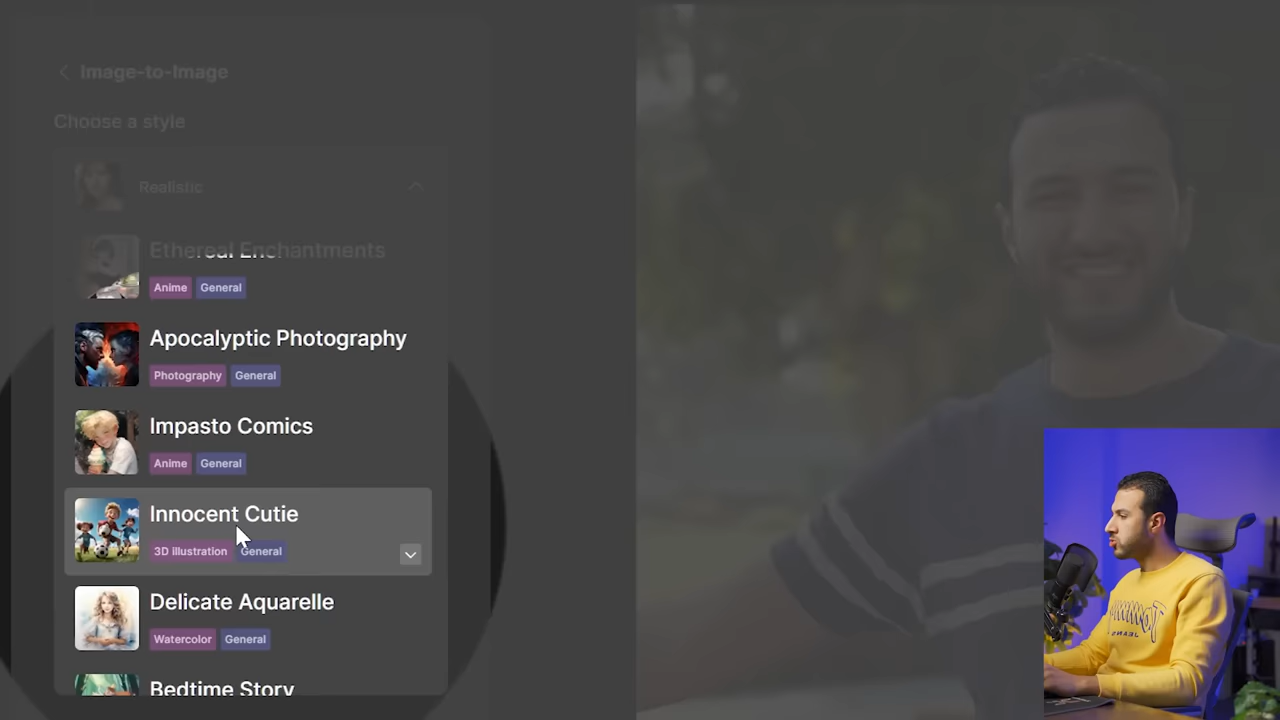 Image-to-Image
Choose a style
Realistic
Ethereal Enchantments
Anime General
Apocalyptic Photography
Photography General
Impasto Comics
Anime General
Innocent Cutie
3D illustration General
Delicate Aquarelle
Watercolor General
Bedtime Story